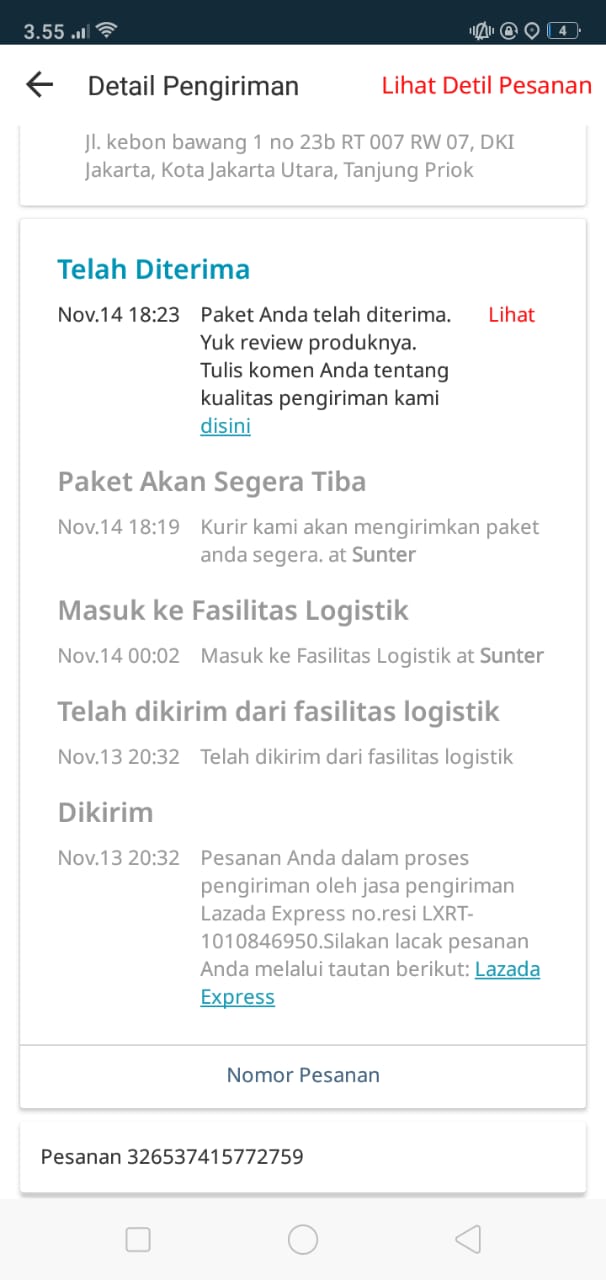 3.55
4
Detail Pengiriman
Lihat Detil Pesanan
Jl. kebon bawang 1 no 23b RT 007 RW 07, DKI
Jakarta, Kota Jakarta Utara, Tanjung Priok
Telah Diterima
Nov.14 18:23 Paket Anda telah diterima. Lihat
Yuk review produknya.
Tulis komen Anda tentang
kualitas pengiriman kami
disini
Paket Akan Segera Tiba
Nov.14 18:19 Kurir kami akan mengirimkan paket
anda segera. at Sunter
Masuk ke Fasilitas Logistik
Nov.14 00:02 Masuk ke Fasilitas Logistik at Sunter
Telah dikirim dari fasilitas logistik
Nov.13 20:32 Telah dikirim dari fasilitas logistik
Dikirim
Nov.13 20:32 Pesanan Anda dalam proses
pengiriman oleh jasa pengiriman
Lazada Express no.resi LXRT-
1010846950.Silakan lacak pesanan
Anda melalui tautan berikut: Lazada
Express
Nomor Pesanan
Pesanan 326537415772759